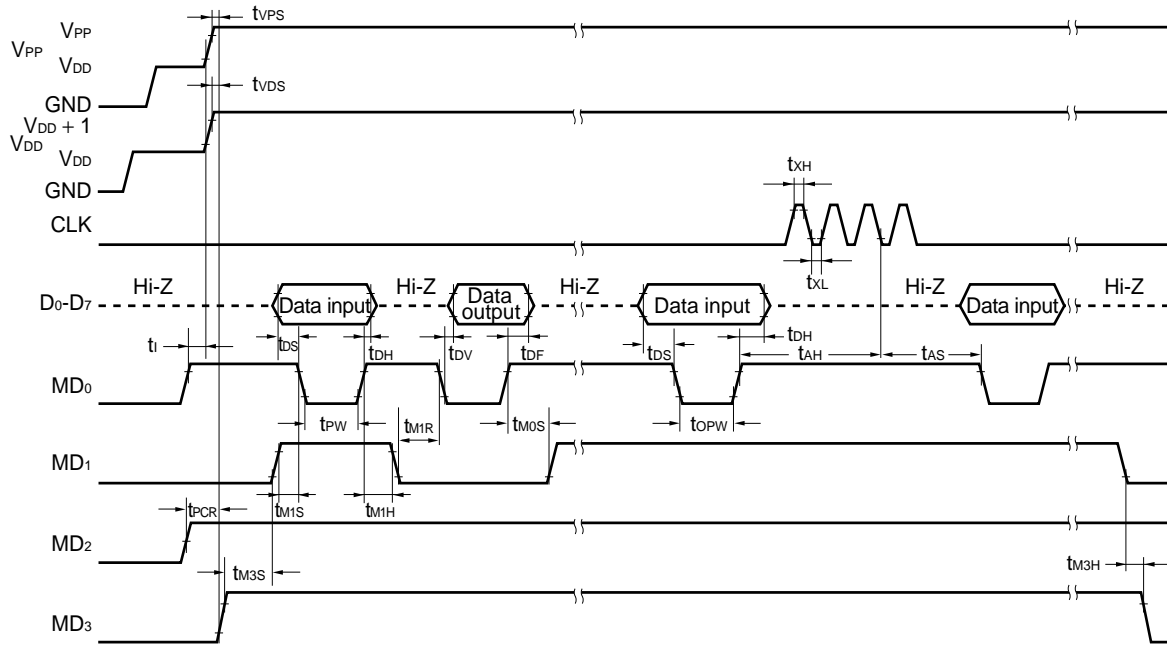 tVPS
VPP
VPP
VDD
tVDS
GND
VDD + 1
VDD
VDD
GND
tXH
CLK
tXL
Hi-Z
Hi-Z
Hi-Z
Hi-Z
Hi-Z
D0-D7
Data input
Data output
Data input
Data input
tI
tDS
tDH
tDV
tDF
tDS
tDH
tAH
tAS
MD0
tPW
tM1R
tM0S
tOPW
MD1
tPCR
tM1S
tM1H
MD2
tM3S
tM3H
MD3